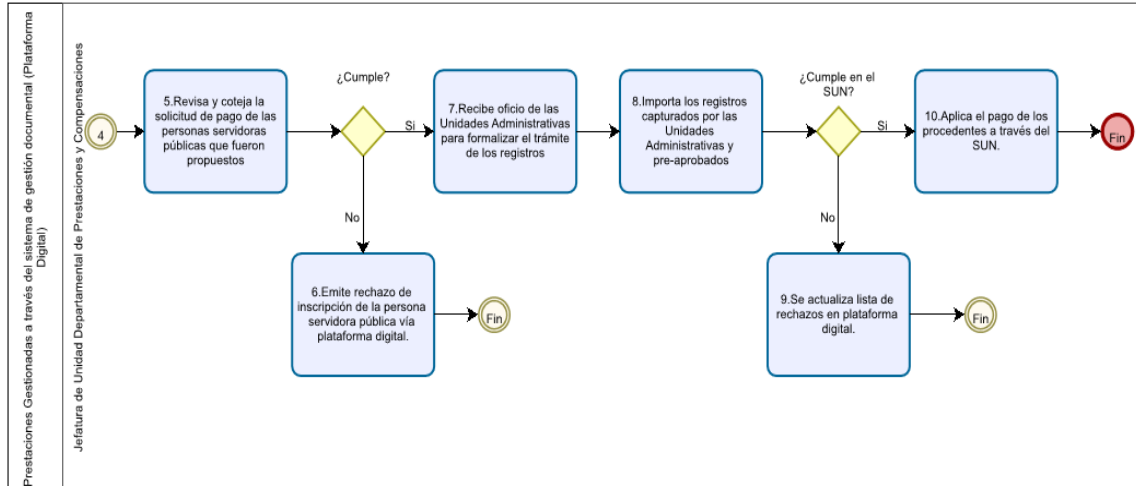 Prestaciones Gestionadas a través del sistema de gestión documental (Plataforma
Digital)
Jefatura de Unidad Departamental de Prestaciones y Compensaciones
4
5.Revisa y coteja la
solicitud de pago de las
personas servidoras
públicas que fueron
propuestos
¿Cumple?
Si
No
6.Emite rechazo de
inscripción de la persona
servidora pública vía
plataforma digital.
Fin
7.Recibe oficio de las
Unidades Administrativas
para formalizar el trámite
de los registros
8.Importa los registros
capturados por las
Unidades
Administrativas y
pre-aprobados
¿Cumple en el
SUN?
Si
No
9.Se actualiza lista de
rechazos en plataforma
digital.
Fin
10.Aplica el pago de los
procedentes a través del
SUN.
Fin